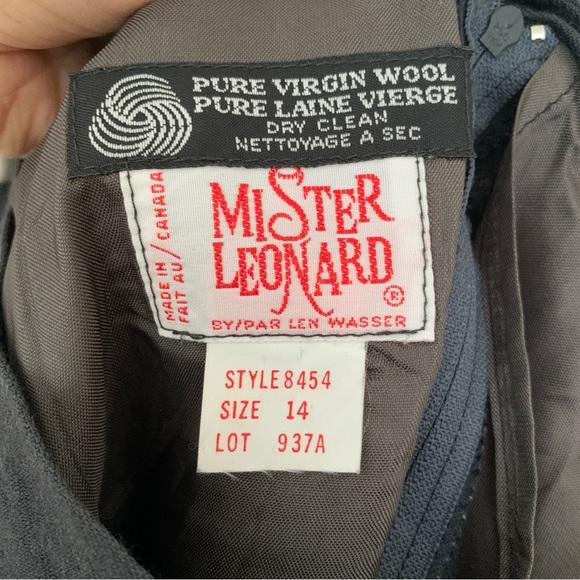 PURE VIRGIN WOOL
PURE LAINE VIERGE
DRY CLEAN
NETTOYAGE A SEC
MADE IN / CANADA
FAIT AU /
MISTER
LEONARD
®
BY/PAR LEN WASSER
STYLE 8454
SIZE 14
LOT 937A